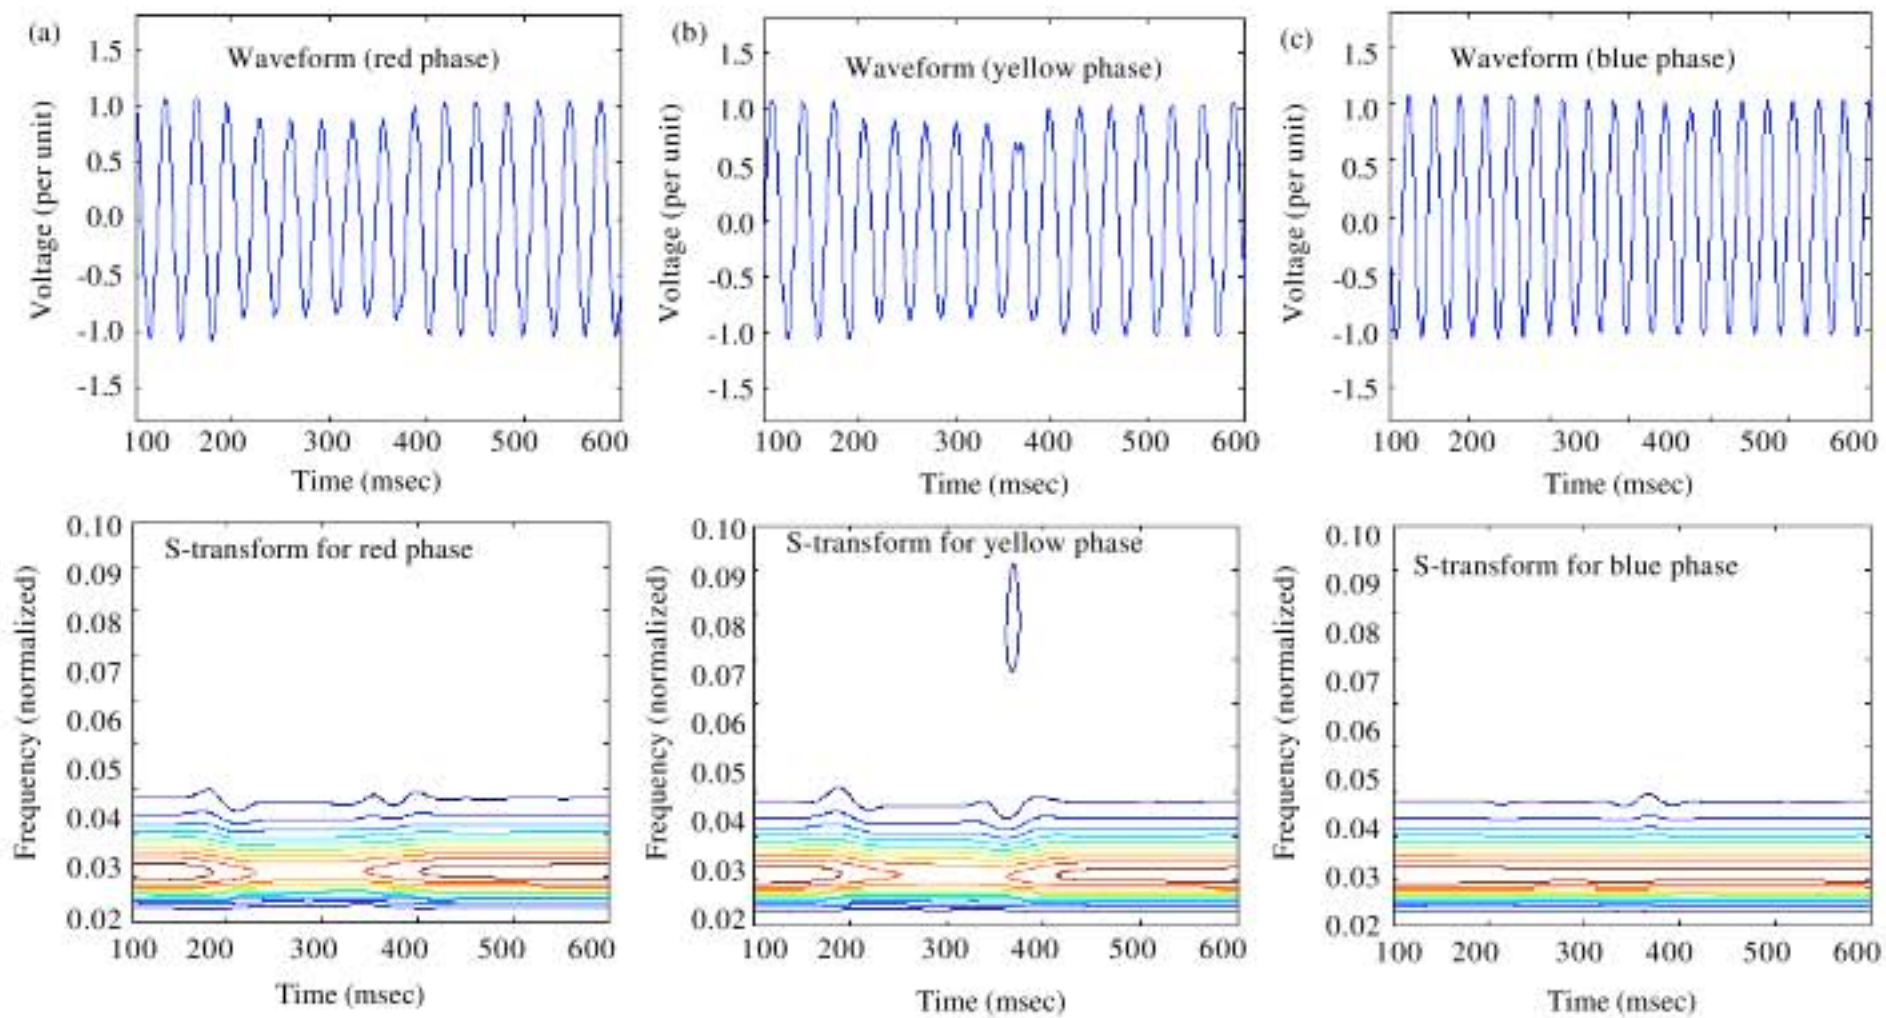 (a)
Waveform (red phase)
Voltage (per unit)
1.5
1.0
0.5
0.0
-0.5
-1.0
-1.5
100 200 300 400 500 600
Time (msec)
(b)
Waveform (yellow phase)
Voltage (per unit)
1.5
1.0
0.5
0.0
-0.5
-1.0
-1.5
100 200 300 400 500 600
Time (msec)
(c)
Waveform (blue phase)
Voltage (per unit)
1.5
1.0
0.5
0.0
-0.5
-1.0
-1.5
100 200 300 400 500 600
Time (msec)
S-transform for red phase
Frequency (normalized)
0.10
0.09
0.08
0.07
0.06
0.05
0.04
0.03
0.02
100 200 300 400 500 600
Time (msec)
S-transform for yellow phase
Frequency (normalized)
0.10
0.09
0.08
0.07
0.06
0.05
0.04
0.03
0.02
100 200 300 400 500 600
Time (msec)
S-transform for blue phase
Frequency (normalized)
0.10
0.09
0.08
0.07
0.06
0.05
0.04
0.03
0.02
100 200 300 400 500 600
Time (msec)